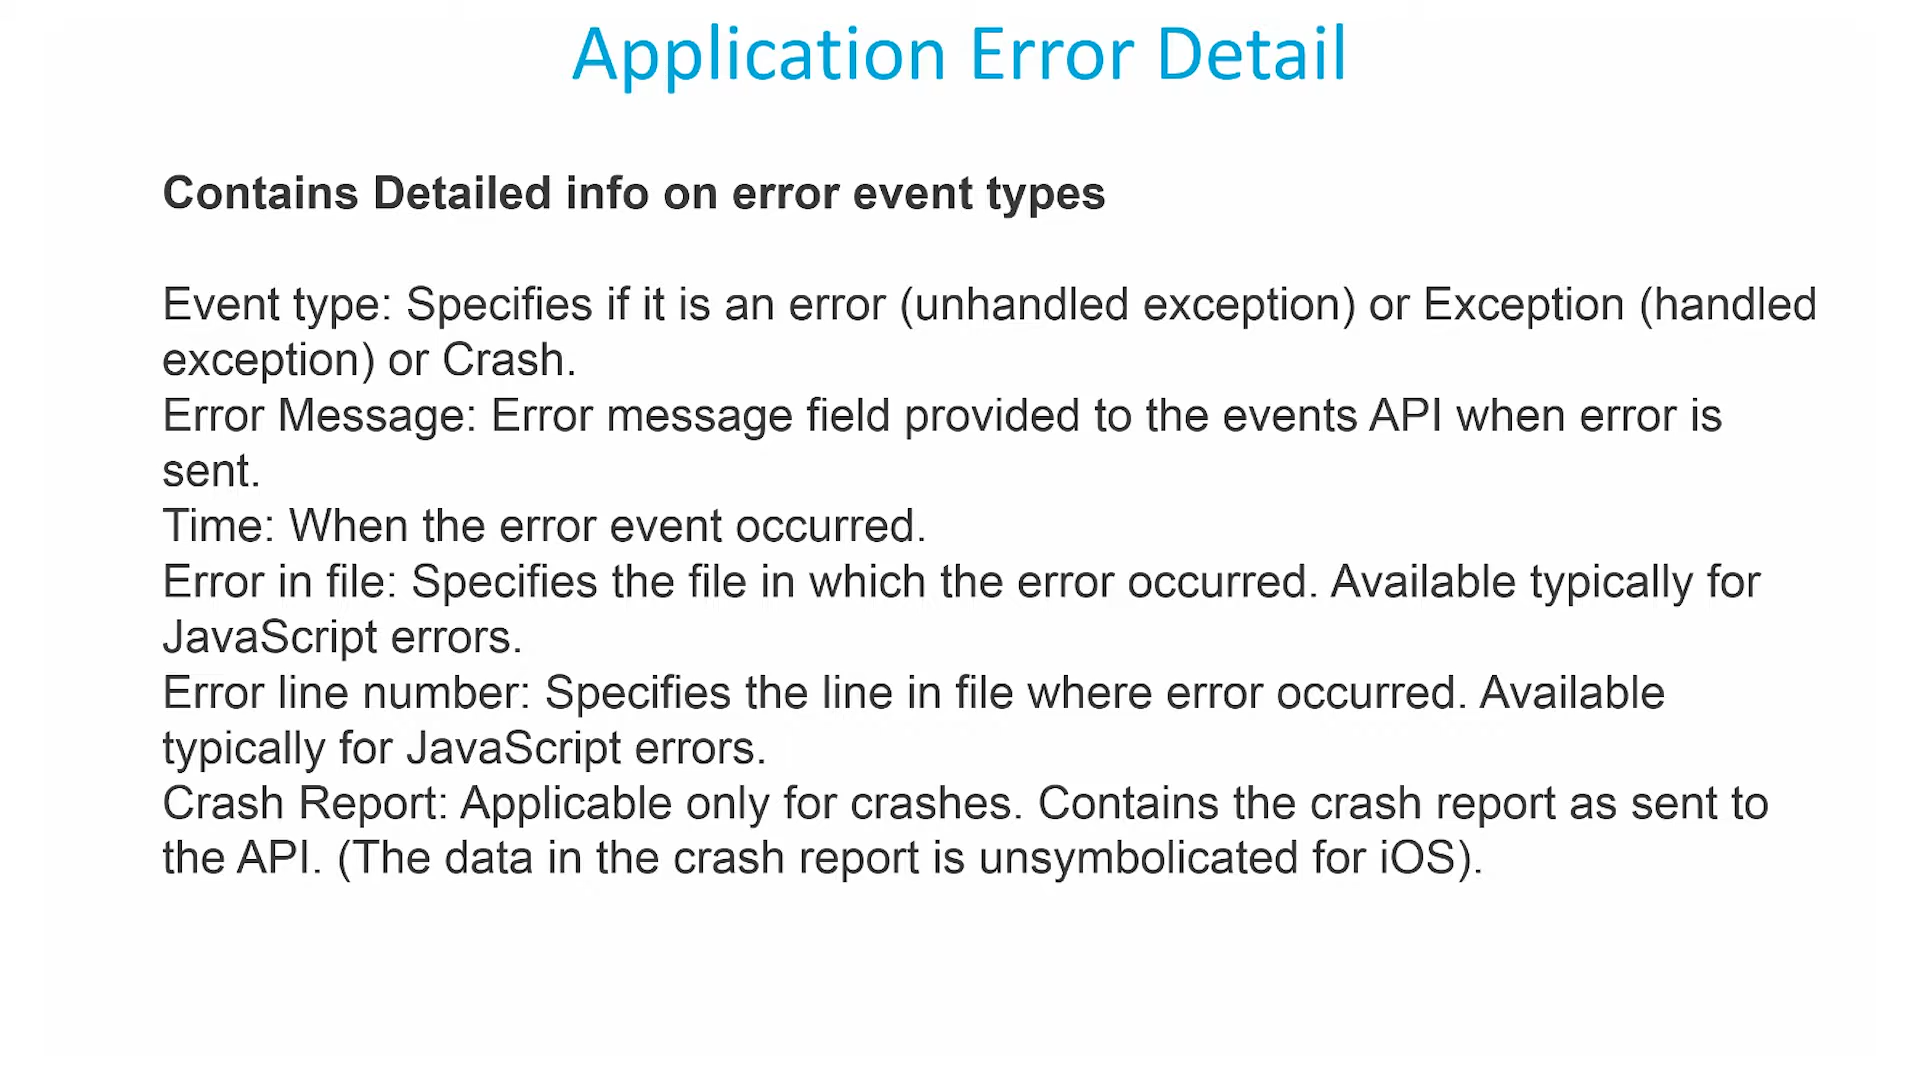 Application Error Detail
Contains Detailed info on error event types
Event type: Specifies if it is an error (unhandled exception) or Exception (handled
exception) or Crash.
Error Message: Error message field provided to the events API when error is
sent.
Time: When the error event occurred.
Error in file: Specifies the file in which the error occurred. Available typically for
JavaScript errors.
Error line number: Specifies the line in file where error occurred. Available
typically for JavaScript errors.
Crash Report: Applicable only for crashes. Contains the crash report as sent to
the API. (The data in the crash report is unsymbolicated for iOS).